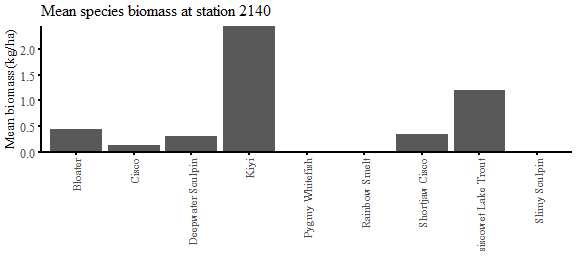 Mean species biomass at station 2140
Mean biomass (kg/ha)
2.0
1.5
1.0
0.5
0.0
Bloater
Cisco
Deepwater Sculpin
Kiyi
Pygmy Whitefish
Rainbow Smelt
Shortjaw Cisco
siscowet Lake Trout
Slimy Sculpin